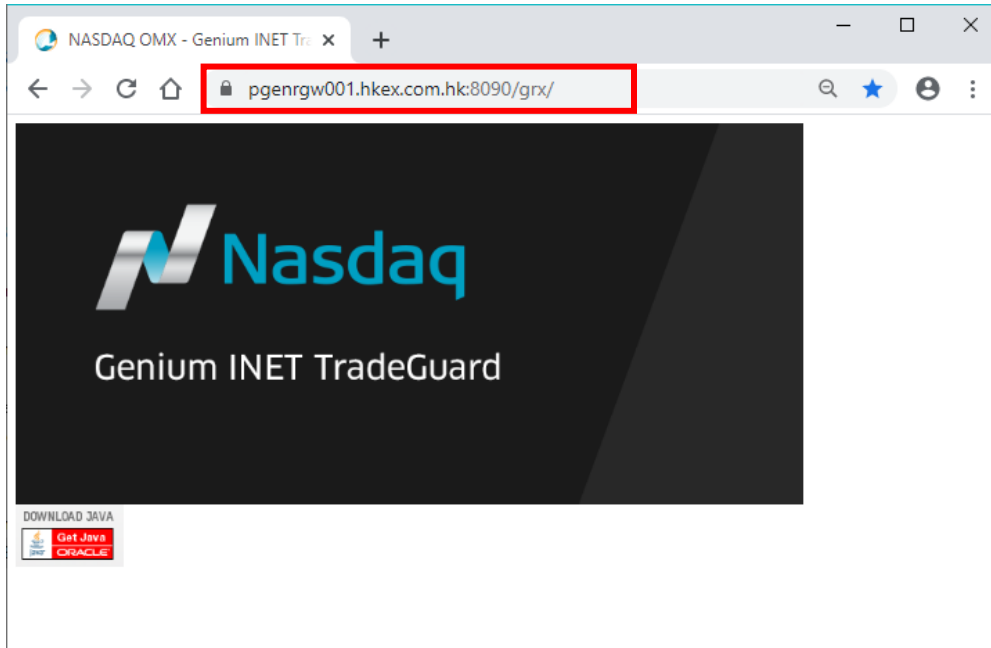 NASDAQ OMX - Genium INET Tr
pgenrgw001.hkex.com.hk:8090/grx/
Nasdaq
Genium INET TradeGuard
DOWNLOAD JAVA
Get Java
Java
ORACLE